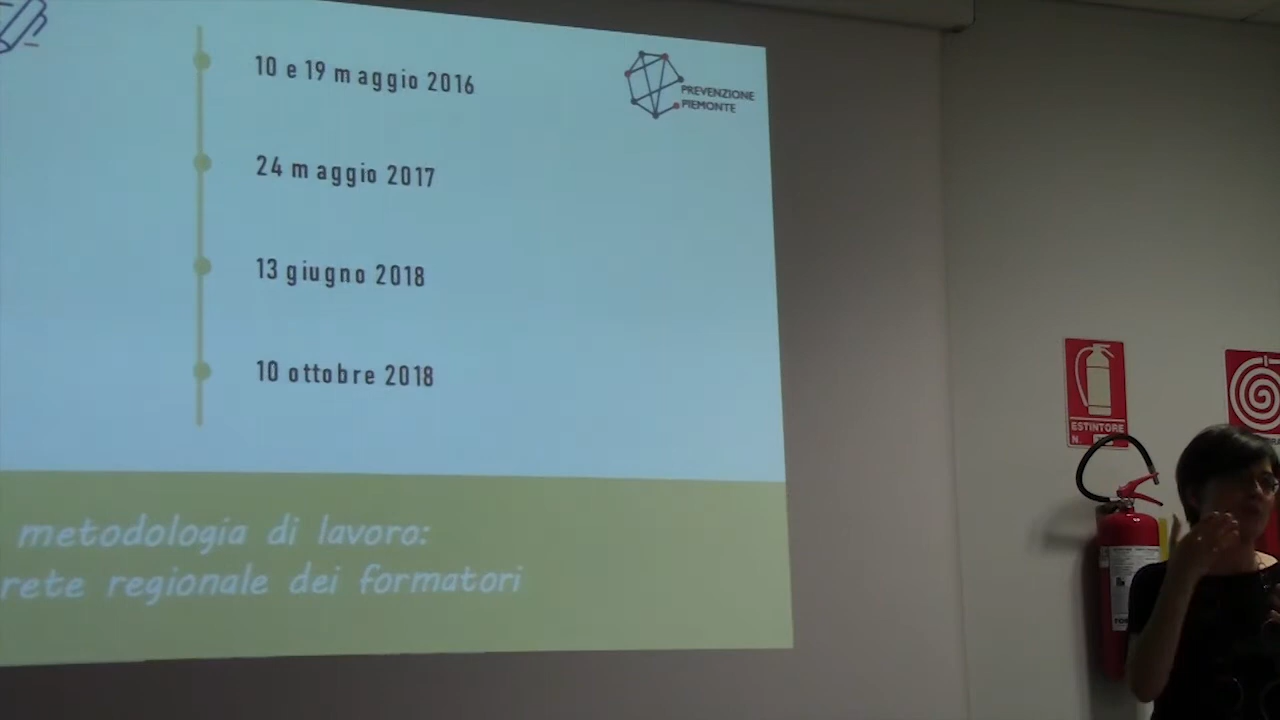 10 e 19 maggio 2016
PREVENZIONE
PIEMONTE
24 maggio 2017
13 giugno 2018
10 ottobre 2018
metodologia di lavoro:
rete regionale dei formatori
ESTINTORE
N.